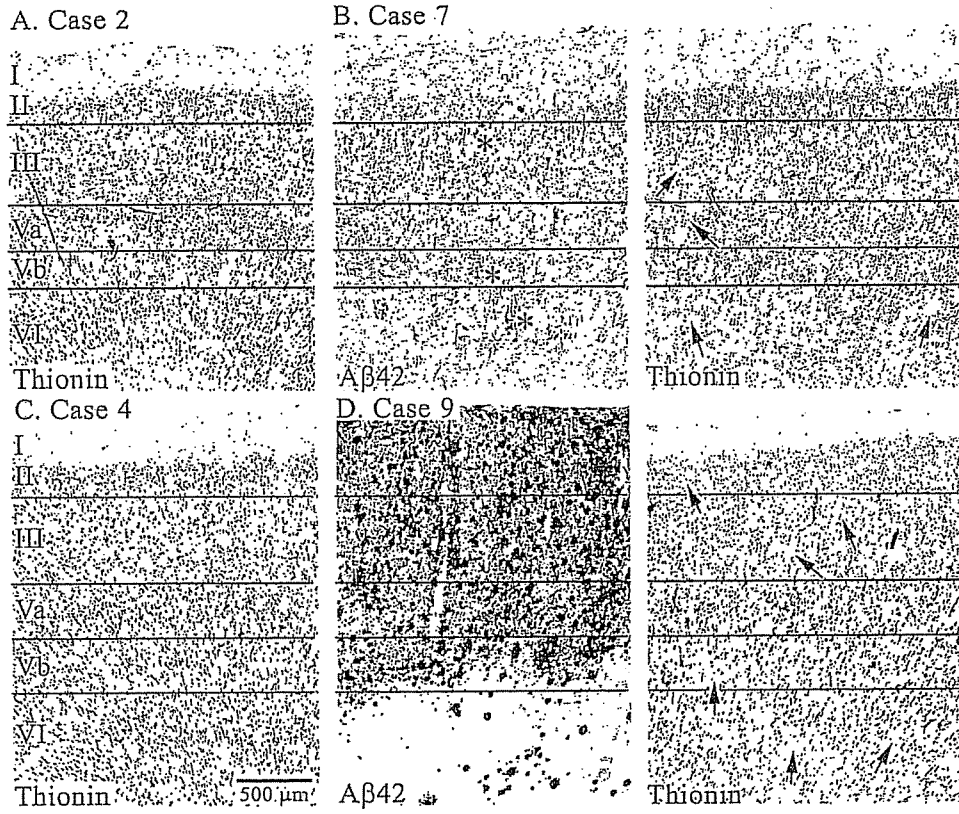 A. Case 2
B. Case 7
I
II
III
Va
Vb
VI
Thionin
*
*
*
Aβ42
Thionin
C. Case 4
D. Case 9
I
II
III
Va
Vb
VI
Thionin
500 μm
Aβ42
Thionin